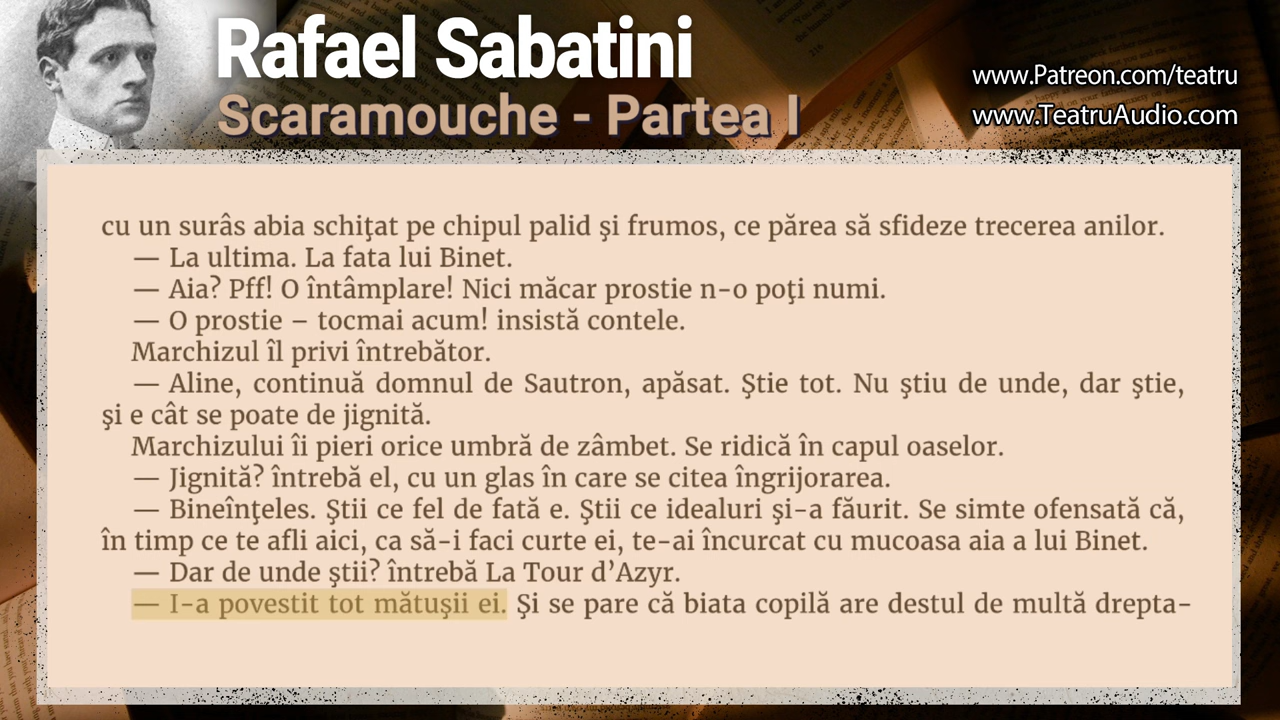 Rafael Sabatini
Scaramouche - Partea I
www.Patreon.com/teatru
www.TeatruAudio.com
cu un surâs abia schiţat pe chipul palid şi frumos, ce părea să sfideze trecerea anilor.
— La ultima. La fata lui Binet.
— Aia? Pff! O întâmplare! Nici măcar prostie n-o poţi numi.
— O prostie – tocmai acum! insistă contele.
Marchizul îl privi întrebător.
— Aline, continuă domnul de Sautron, apăsat. Ştie tot. Nu ştiu de unde, dar ştie,
şi e cât se poate de jignită.
Marchizului îi pieri orice umbră de zâmbet. Se ridică în capul oaselor.
— Jignită? întrebă el, cu un glas în care se citea îngrijorarea.
— Bineînţeles. Ştii ce fel de fată e. Ştii ce idealuri şi-a făurit. Se simte ofensată că,
în timp ce te afli aici, ca să-i faci curte ei, te-ai încurcat cu mucoasa aia a lui Binet.
— Dar de unde ştii? întrebă La Tour d’Azyr.
— I-a povestit tot mătuşii ei. Şi se pare că biata copilă are destul de multă drepta-